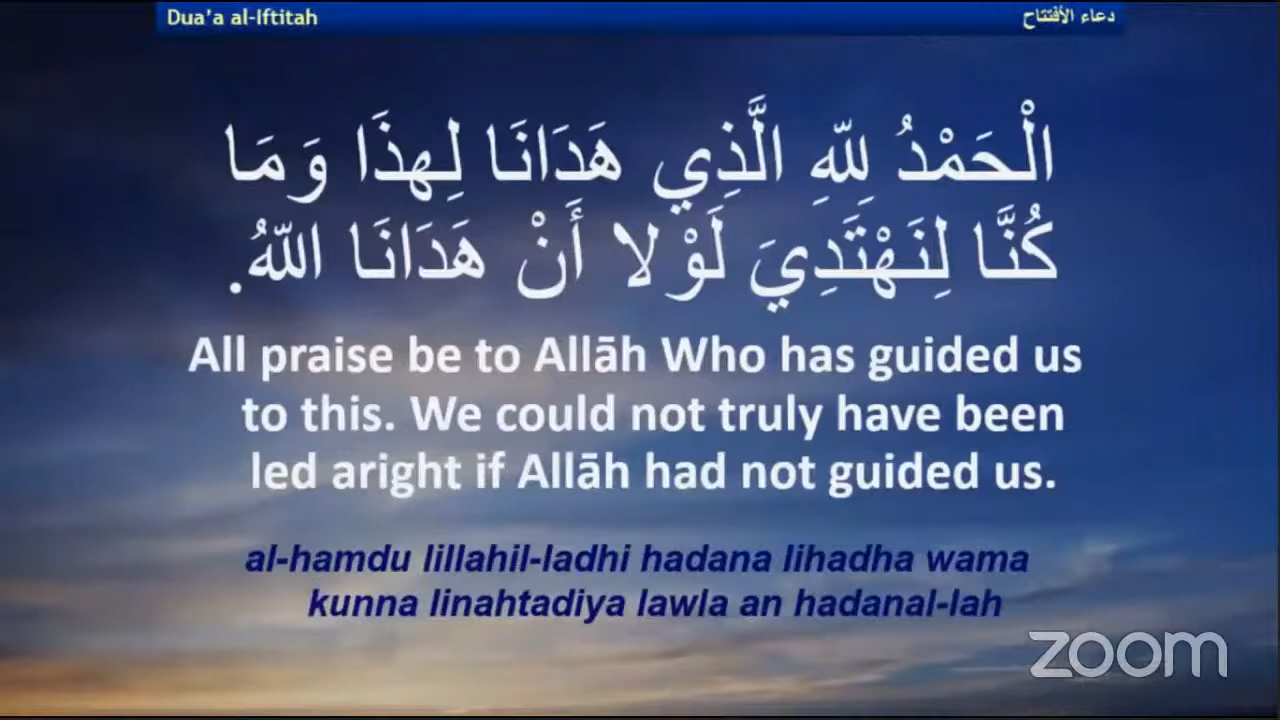 Dua'a al-Iftitah
دعاء الأفتتاح
الْحَمْدُ لِلّهِ الَّذِي هَدَانَا لِهذَا وَمَا
كُنَّا لِنَهْتَدِيَ لَوْلا أَنْ هَدَانَا اللّهُ.
All praise be to Allāh Who has guided us
to this. We could not truly have been
led aright if Allāh had not guided us.
al-hamdu lillahil-ladhi hadana lihadha wama
kunna linahtadiya lawla an hadanal-lah
zoom